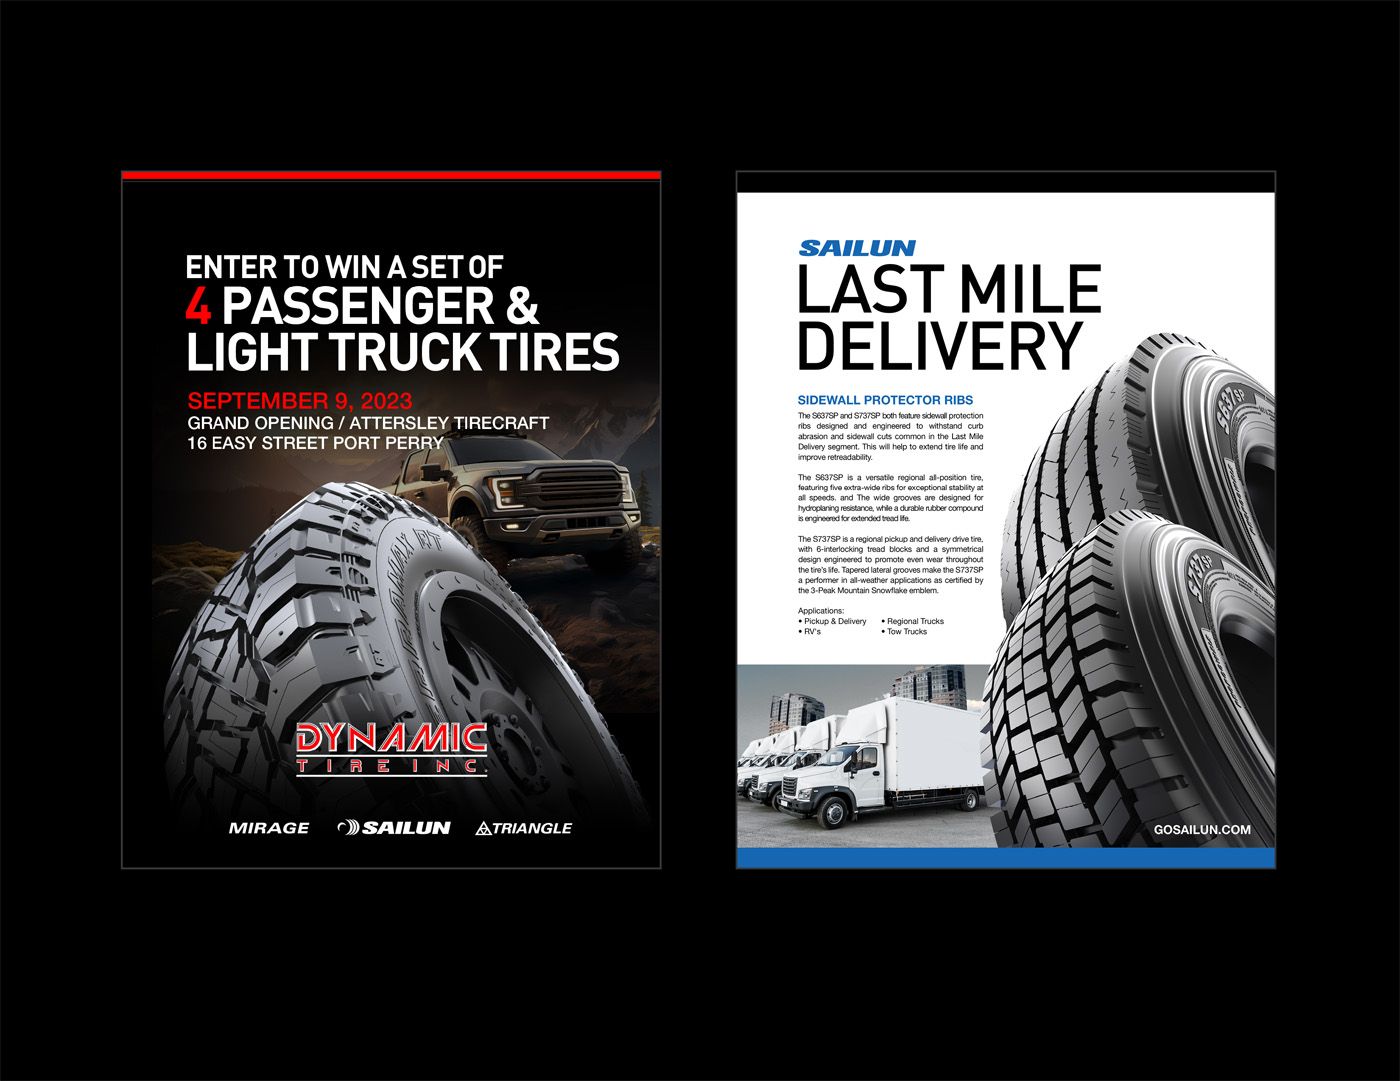 ENTER TO WIN A SET OF
4 PASSENGER &
LIGHT TRUCK TIRES
SEPTEMBER 9, 2023
GRAND OPENING / ATTERSLEY TIRECRAFT
16 EASY STREET PORT PERRY
DYNAMIC
TIRE INC.
MIRAGE
SAILUN
TRIANGLE
SAILUN
LAST MILE
DELIVERY
SIDEWALL PROTECTOR RIBS
The S637SP and S737SP both feature sidewall protection
ribs designed and engineered to withstand curb
abrasion and sidewall cuts common in the Last Mile
Delivery segment. This will help to extend tire life and
improve retreadability.
The S637SP is a versatile regional all-position tire,
featuring five extra-wide ribs for exceptional stability at
all speeds. and The wide grooves are designed for
hydroplaning resistance, while a durable rubber compound
is engineered for extended tread life.
The S737SP is a regional pickup and delivery drive tire,
with 6-interlocking tread blocks and a symmetrical
design engineered to promote even wear throughout
the tire's life. Tapered lateral grooves make the S737SP
a performer in all-weather applications as certified by
the 3-Peak Mountain Snowflake emblem.
Applications:
• Pickup & Delivery
• RV's
• Regional Trucks
• Tow Trucks
S637SP
S737SP
GOSAILUN.COM